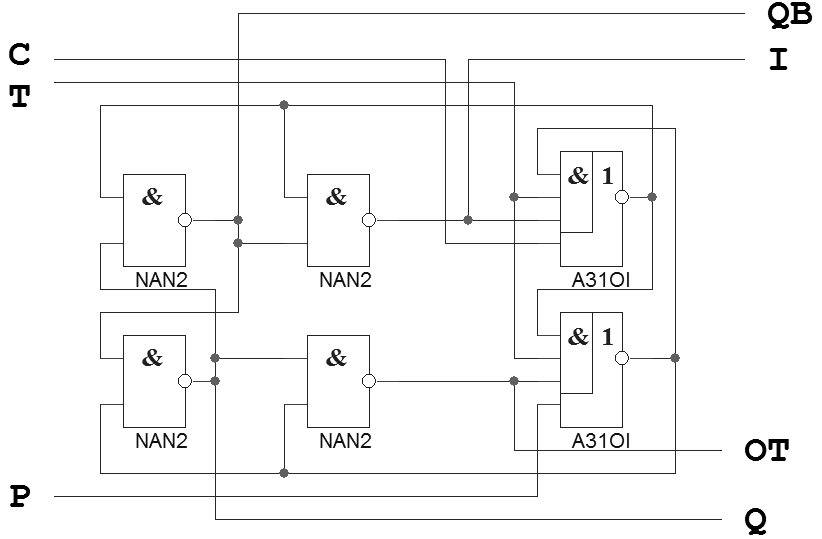 QB
C
I
T
& & & 1
NAN2 NAN2 A31OI
& & & 1
NAN2 NAN2 A31OI
OT
P
Q